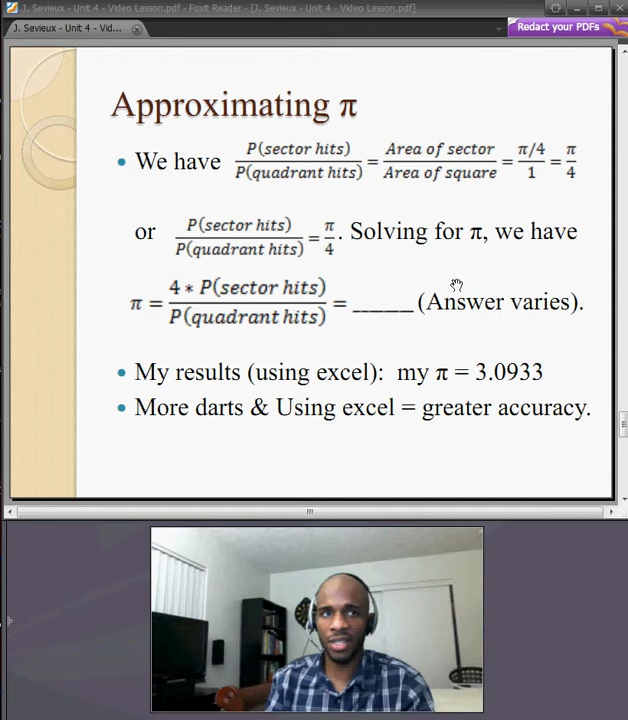 J. Sevieux - Unit 4 - Video Lesson.pdf - Foxit Reader - [J. Sevieux - Unit 4 - Video Lesson.pdf]
J. Sevieux - Unit 4 - Vid...
Redact your PDFs
Approximating π
• We have P(sector hits)/P(quadrant hits) = Area of sector/Area of square = π/4/1 = π/4
or P(sector hits)/P(quadrant hits) = π/4. Solving for π, we have
π = 4 * P(sector hits)/P(quadrant hits) = ______ (Answer varies).
• My results (using excel): my π = 3.0933
• More darts & Using excel = greater accuracy.